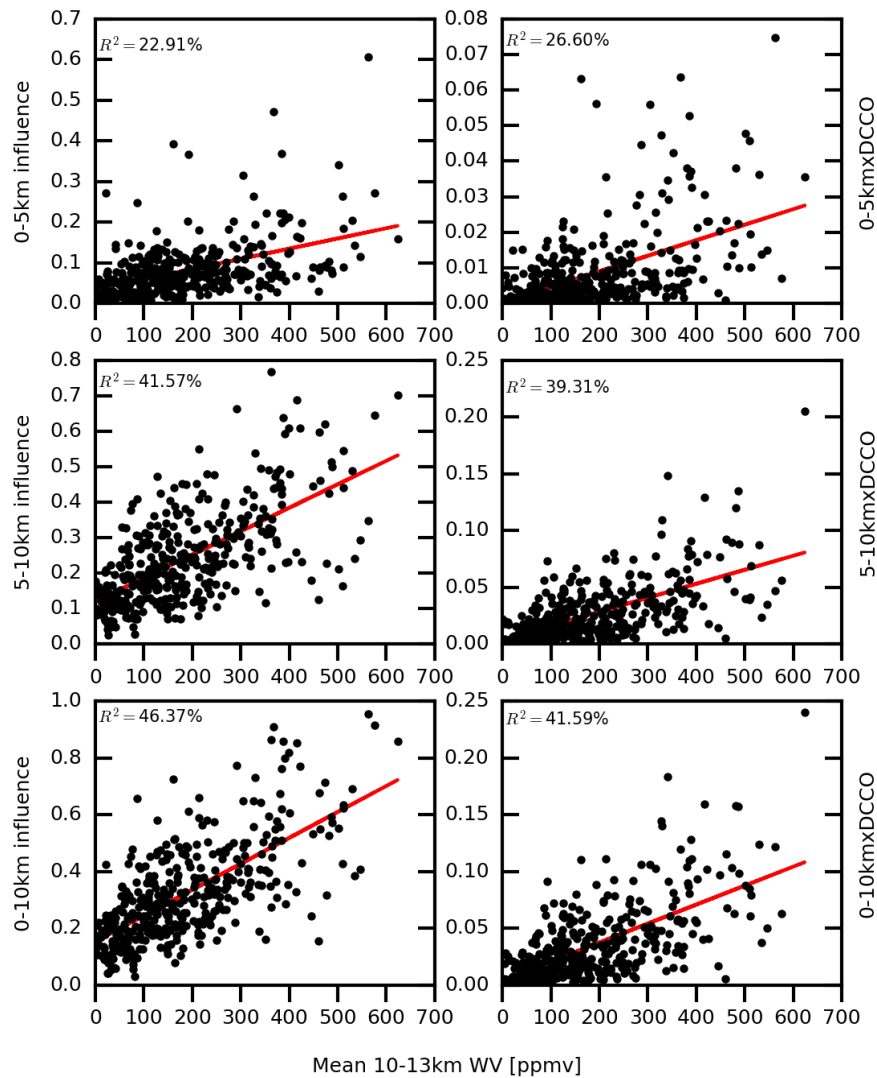 0.7
0.6
0.5
0.4
0.3
0.2
0.1
0.0
0-5km influence
R² = 22.91%
0 100 200 300 400 500 600 700
0.08
0.07
0.06
0.05
0.04
0.03
0.02
0.01
0.00
R² = 26.60%
0-5kmxDCCO
0 100 200 300 400 500 600 700
0.8
0.7
0.6
0.5
0.4
0.3
0.2
0.1
0.0
5-10km influence
R² = 41.57%
0 100 200 300 400 500 600 700
0.25
0.20
0.15
0.10
0.05
0.00
R² = 39.31%
5-10kmxDCCO
0 100 200 300 400 500 600 700
1.0
0.8
0.6
0.4
0.2
0.0
0-10km influence
R² = 46.37%
0 100 200 300 400 500 600 700
0.25
0.20
0.15
0.10
0.05
0.00
R² = 41.59%
0-10kmxDCCO
0 100 200 300 400 500 600 700
Mean 10-13km WV [ppmv]